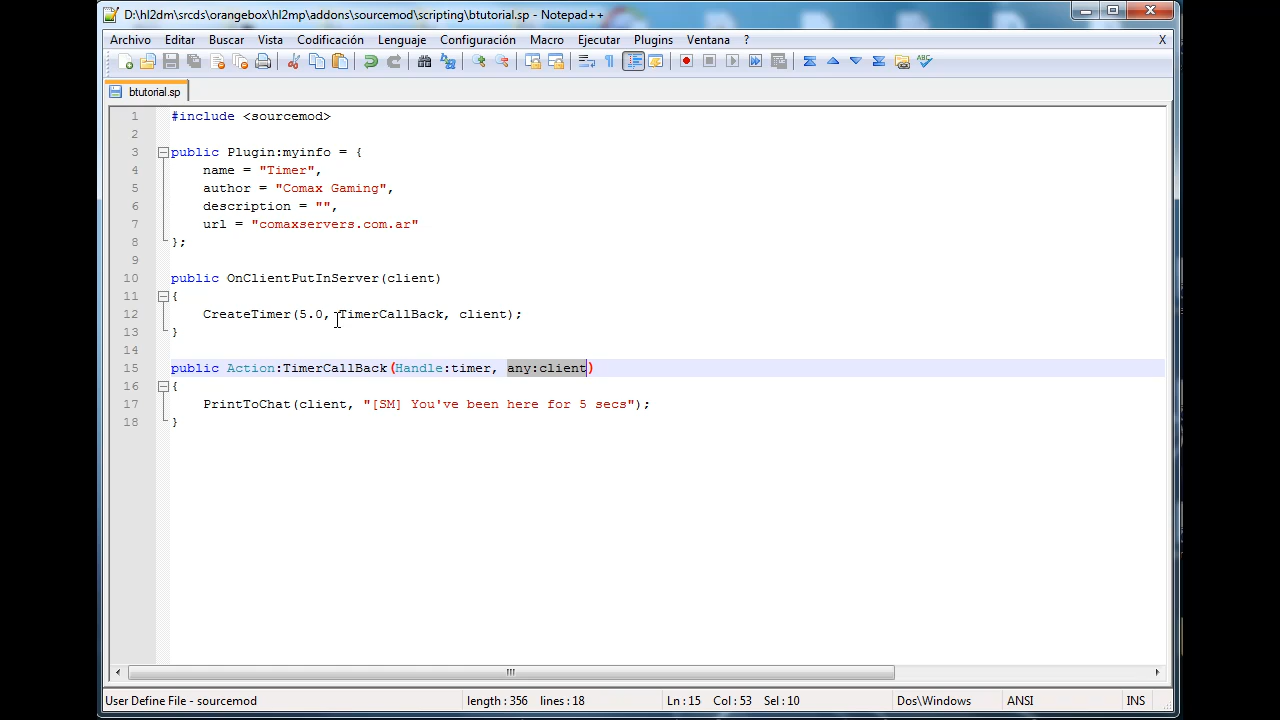 D:\hl2dm\srcds\orangebox\hl2mp\addons\sourcemod\scripting\btutorial.sp - Notepad++
Archivo Editar Buscar Vista Codificación Lenguaje Configuración Macro Ejecutar Plugins Ventana ? X
btutorial.sp
1 #include <sourcemod>
2
3 public Plugin:myinfo = {
4 name = "Timer",
5 author = "Comax Gaming",
6 description = "",
7 url = "comaxservers.com.ar"
8 };
9
10 public OnClientPutInServer(client)
11 {
12 CreateTimer(5.0, TimerCallBack, client);
13 }
14
15 public Action:TimerCallBack(Handle:timer, any:client)
16 {
17 PrintToChat(client, "[SM] You've been here for 5 secs");
18 }
User Define File - sourcemod length : 356 lines : 18 Ln : 15 Col : 53 Sel : 10 Dos\Windows ANSI INS